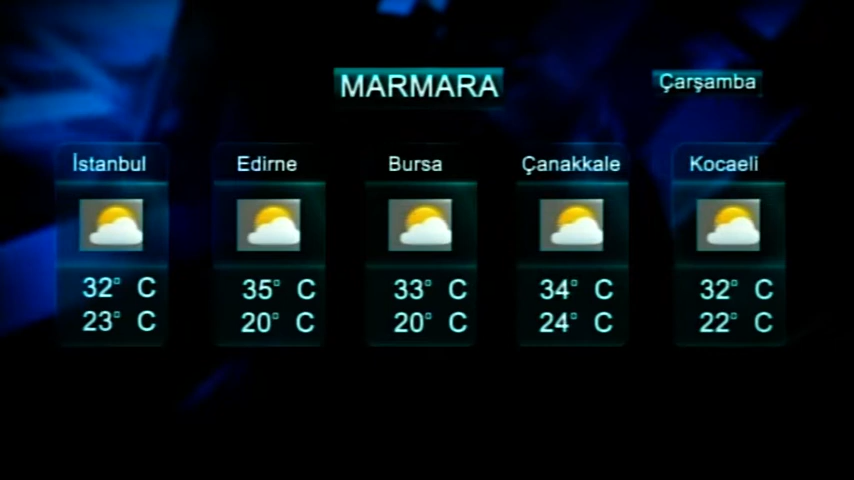 MARMARA
Çarşamba
İstanbul
32° C
23° C
Edirne
35° C
20° C
Bursa
33° C
20° C
Çanakkale
34° C
24° C
Kocaeli
32° C
22° C